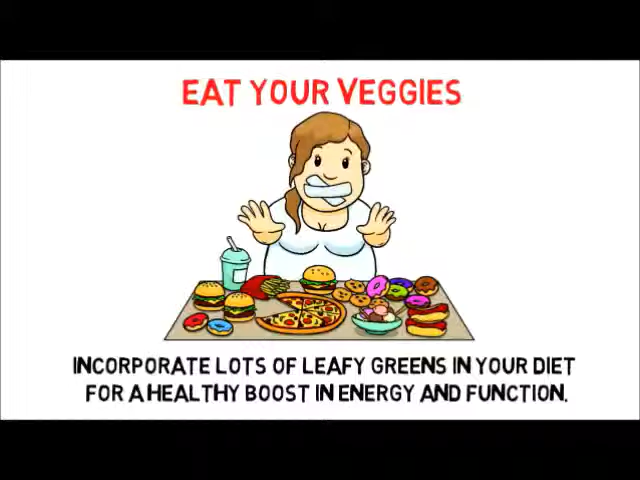 EAT YOUR VEGGIES
INCORPORATE LOTS OF LEAFY GREENS IN YOUR DIET
FOR A HEALTHY BOOST IN ENERGY AND FUNCTION.